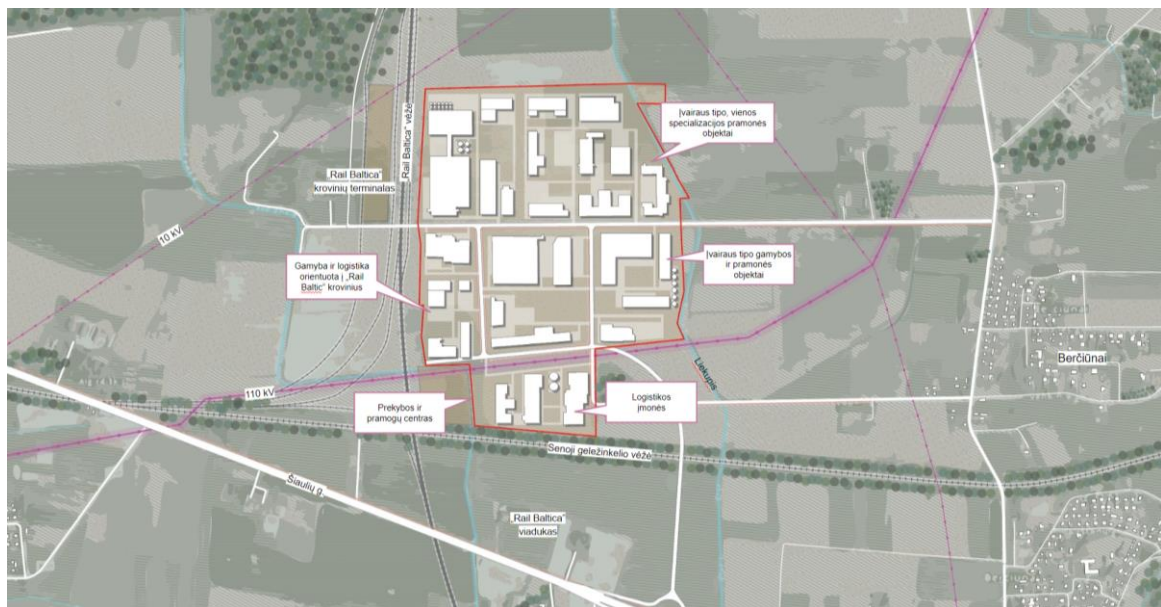 Įvairaus tipo, vienos
specializacijos pramonės
objektai
„Rail Baltica“ vėžė
„Rail Baltica“
krovinių terminalas
10 kV
Gamyba ir logistika
orientuota į „Rail
Baltic“ krovinius
Įvairaus tipo gamybos
ir pramonės
objektai
Berčiūnai
Liekupis
110 kV
Prekybos ir
pramogų centras
Logistikos
įmonės
Senoji geležinkelio vėžė
Šiaulių g.
„Rail Baltica“
viadukas